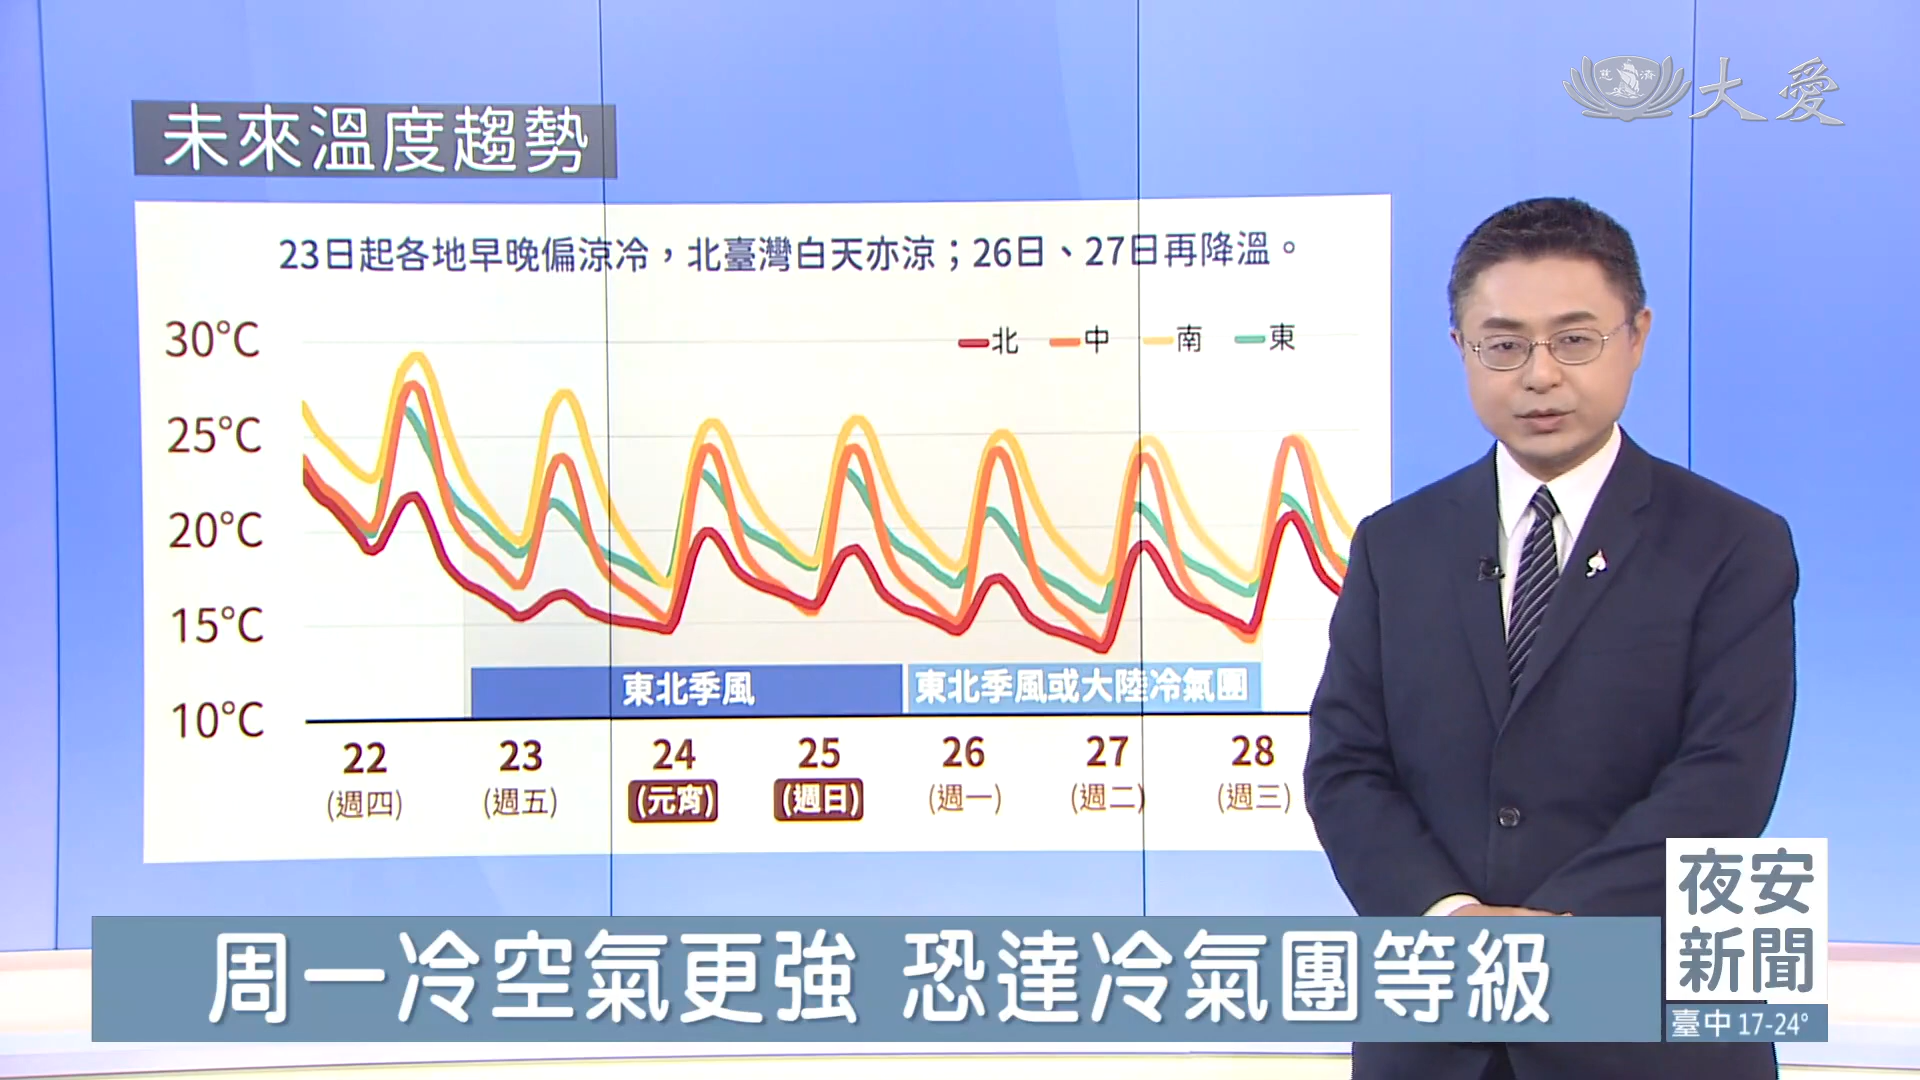 慈濟
大愛
未來溫度趨勢
23日起各地早晚偏涼冷，北臺灣白天亦涼；26日、27日再降溫。
北 中 南 東
30°C
25°C
20°C
15°C
10°C
東北季風 東北季風或大陸冷氣團
22 23 24 25 26 27 28
(週四) (週五) (元宵) (週日) (週一) (週二) (週三)
周一冷空氣更強 恐達冷氣團等級
夜安
新聞
臺中 17-24°